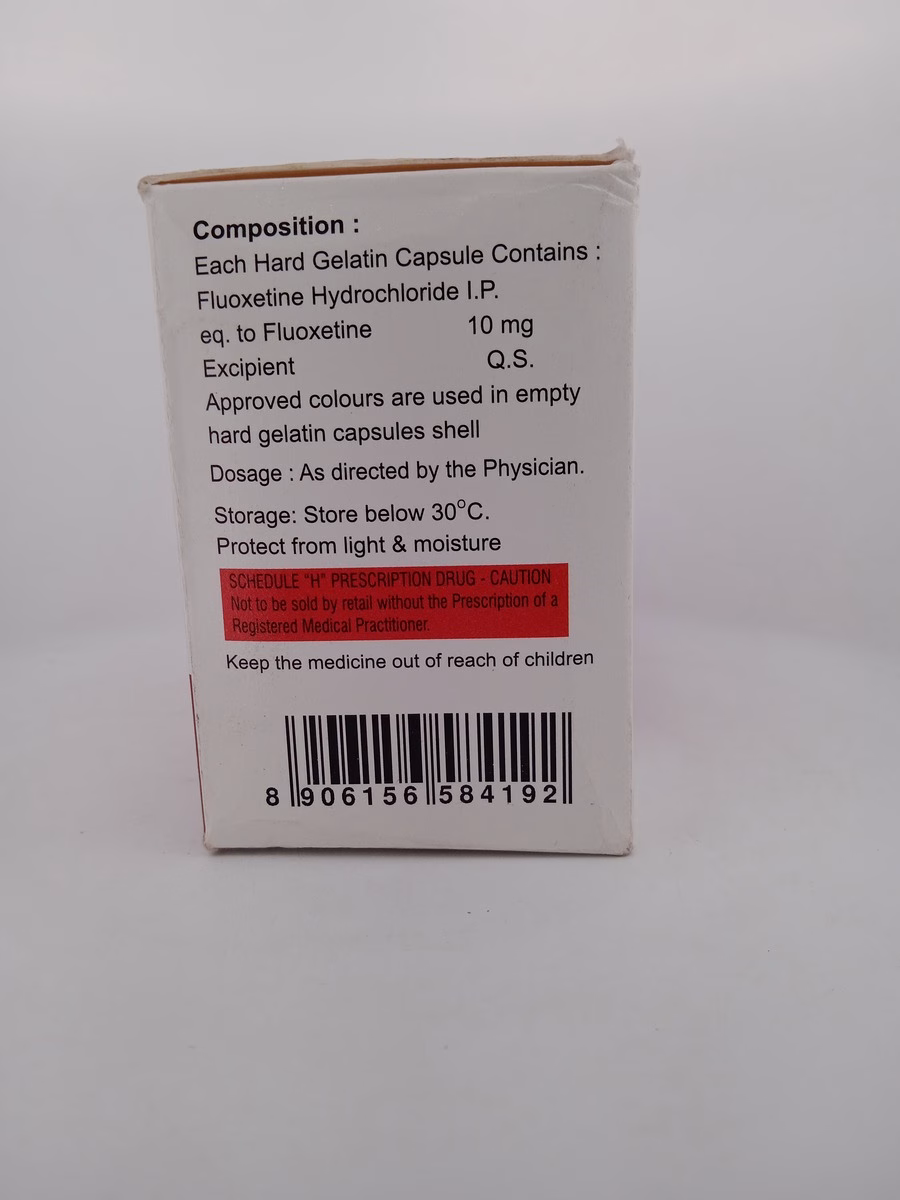 Composition :
Each Hard Gelatin Capsule Contains :
Fluoxetine Hydrochloride I.P.
eq. to Fluoxetine 10 mg
Excipient Q.S.
Approved colours are used in empty
hard gelatin capsules shell
Dosage : As directed by the Physician.
Storage: Store below 30°C.
Protect from light & moisture
SCHEDULE "H" PRESCRIPTION DRUG - CAUTION
Not to be sold by retail without the Prescription of a
Registered Medical Practitioner.
Keep the medicine out of reach of children
8 906156 584192